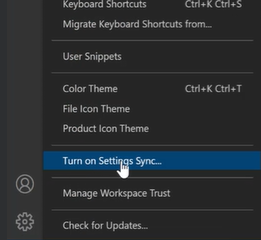 Keyboard Shortcuts Ctrl+K Ctrl+S
Migrate Keyboard Shortcuts from...
User Snippets
Color Theme Ctrl+K Ctrl+T
File Icon Theme
Product Icon Theme
Turn on Settings Sync...
Manage Workspace Trust
Check for Updates...